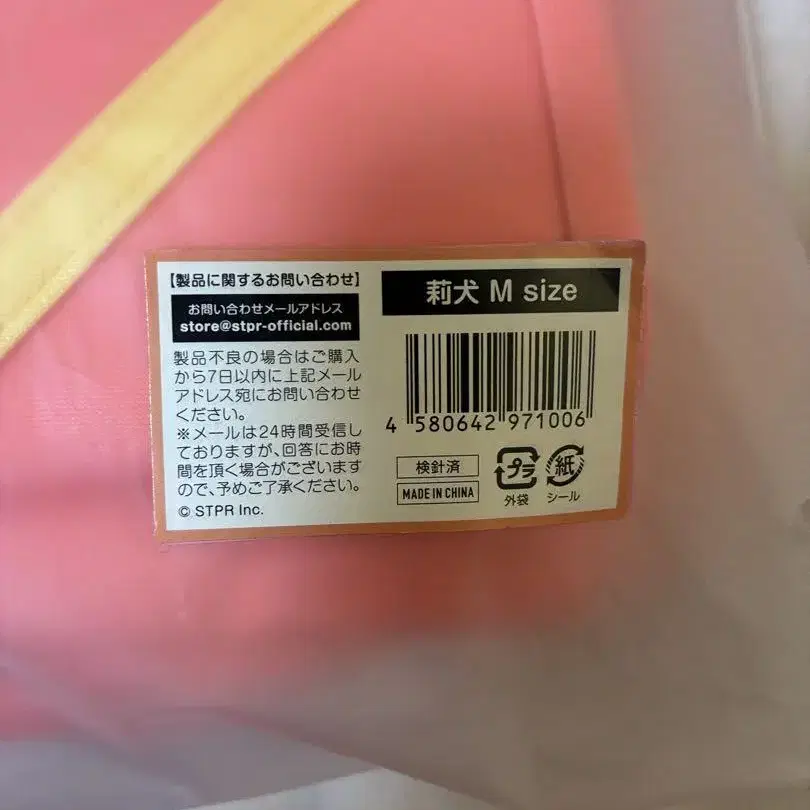 【製品に関するお問い合わせ】
お問い合わせメールアドレス
store@stpr-official.com
製品不良の場合はご購入
から7日以内に上記メール
アドレス宛にお問い合わせ
ください。
※メールは24時間受信し
ておりますが、回答にお時
間を頂く場合がございます
ので、予めご了承ください。
© STPR Inc.
莉犬 M size
4 580642 971006
検針済
MADE IN CHINA
プラ
外袋
紙
シール